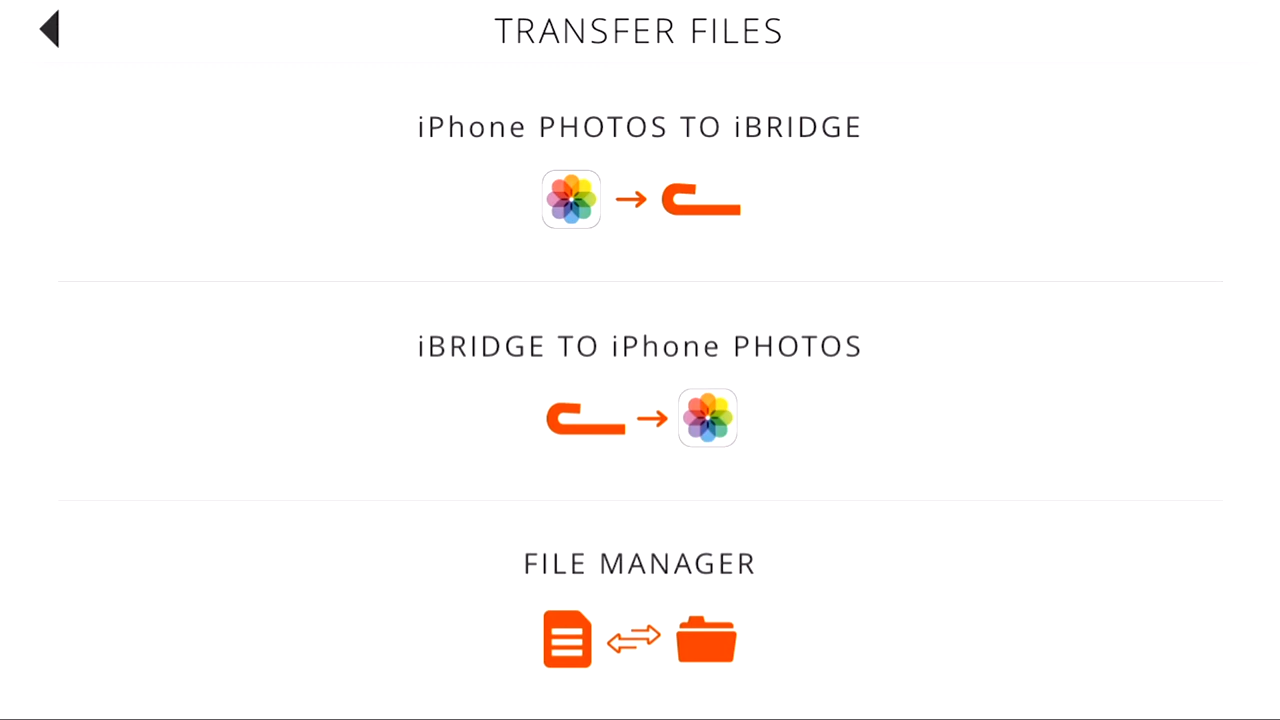 TRANSFER FILES
iPhone PHOTOS TO iBRIDGE
iBRIDGE TO iPhone PHOTOS
FILE MANAGER